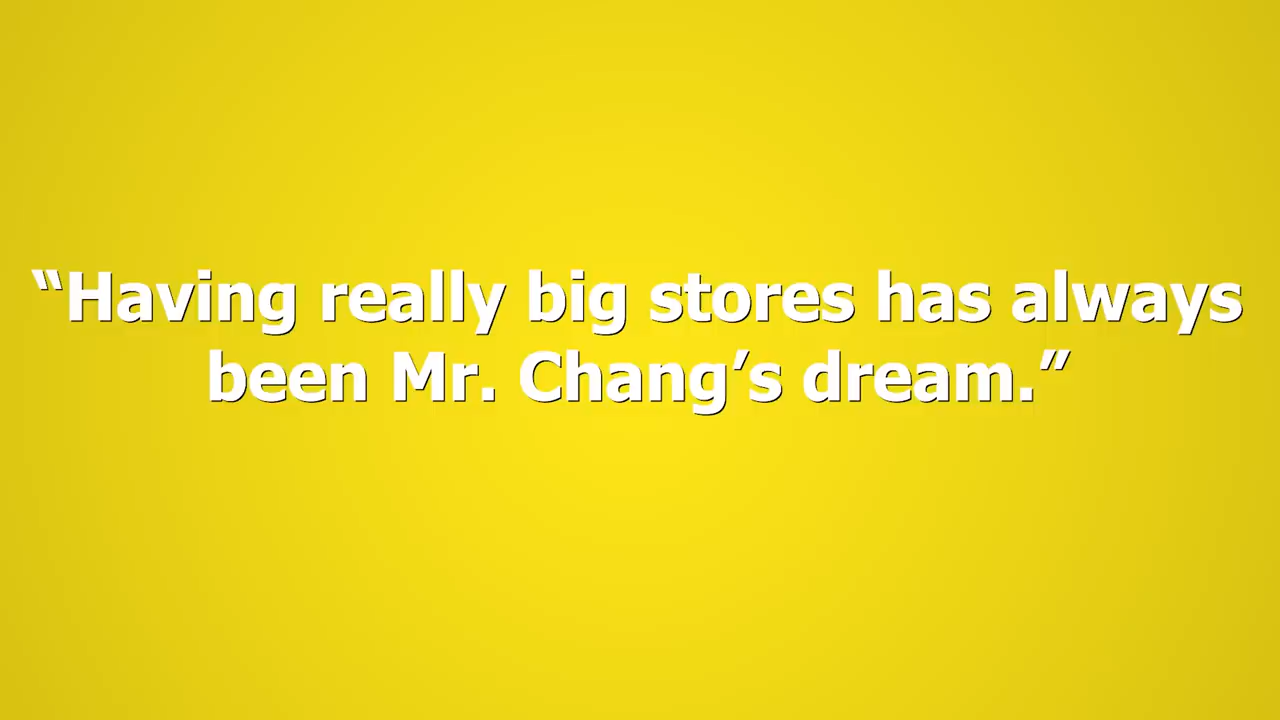 “Having really big stores has always
been Mr. Chang’s dream.”